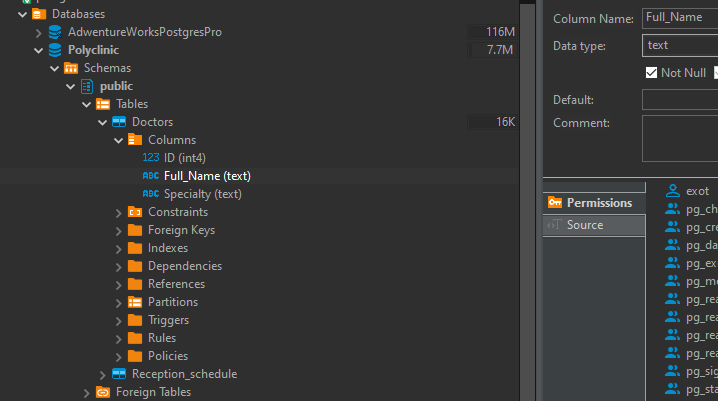 Databases
AdwentureWorksPostgresPro 116M
Polyclinic 7.7M
Schemas
public
Tables
Doctors 16K
Columns
123 ID (int4)
ABC Full_Name (text)
ABC Specialty (text)
Constraints
Foreign Keys
Indexes
Dependencies
References
Partitions
Triggers
Rules
Policies
Reception_schedule
Foreign Tables
Column Name: Full_Name
Data type: text
Not Null
Default:
Comment:
Permissions
Source
exot
pg_ch
pg_cre
pg_da
pg_ex
pg_me
pg_rea
pg_rea
pg_rea
pg_rea
pg_sig
pg_sta